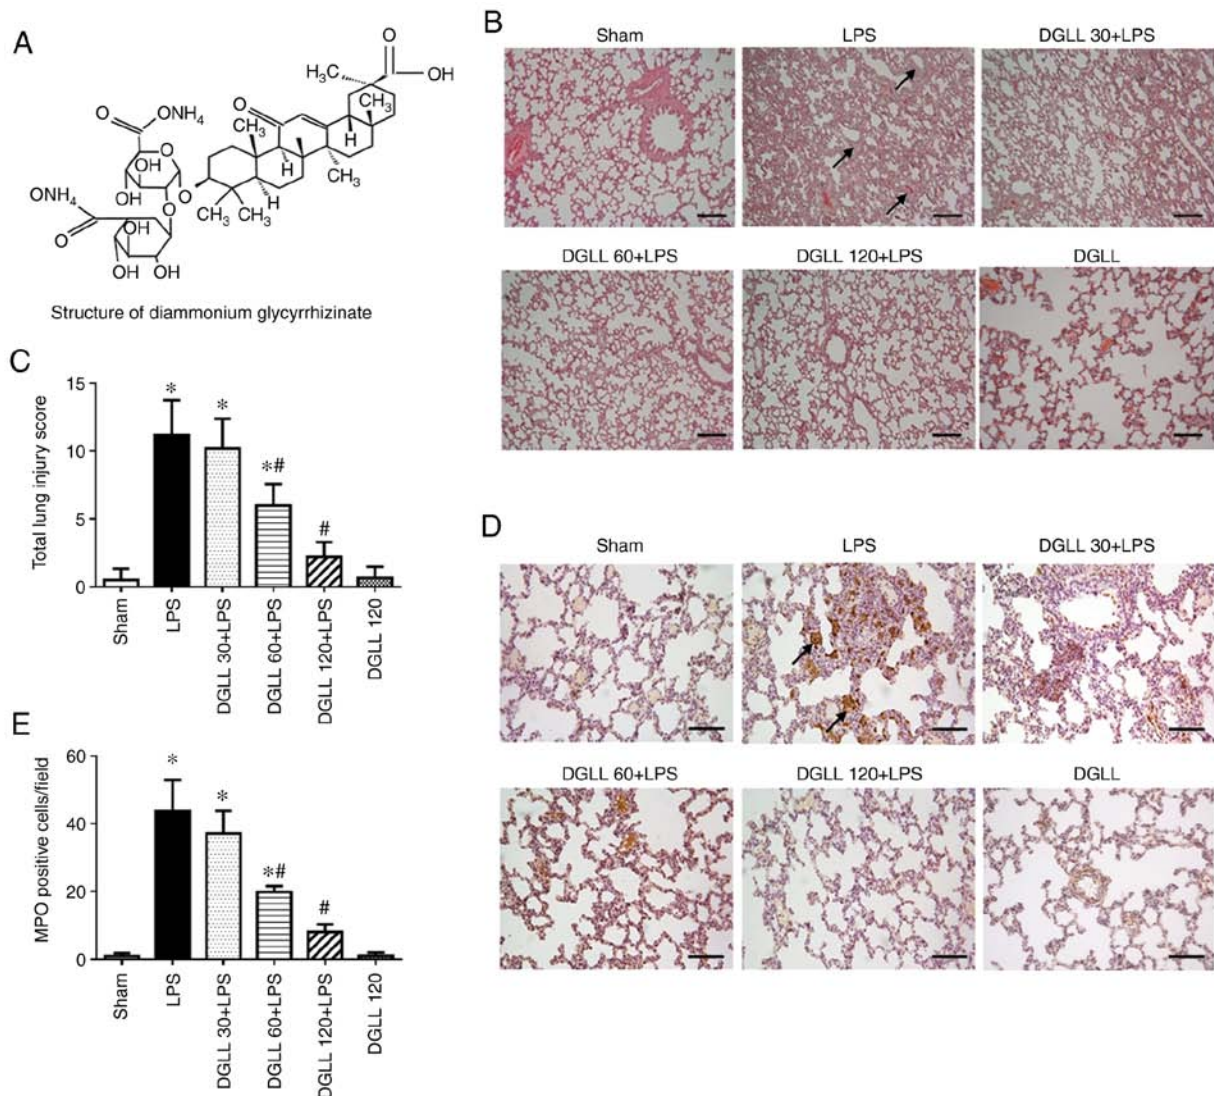 A
O
H₃C
OH
CH₃
O
O
ONH₄
CH₃
H
H
OH
OH
O
O
CH₃
H
ONH₄
H₃C
CH₃
O
O
OH
OH
OH
Structure of diammonium glycyrrhizinate
B
Sham
LPS
DGLL 30+LPS
DGLL 60+LPS
DGLL 120+LPS
DGLL
C
Total lung injury score
15
10
5
0
*
*
*#
#
Sham
LPS
DGLL 30+LPS
DGLL 60+LPS
DGLL 120+LPS
DGLL 120
D
Sham
LPS
DGLL 30+LPS
DGLL 60+LPS
DGLL 120+LPS
DGLL
E
MPO positive cells/field
60
40
20
0
*
*
*#
#
Sham
LPS
DGLL 30+LPS
DGLL 60+LPS
DGLL 120+LPS
DGLL 120